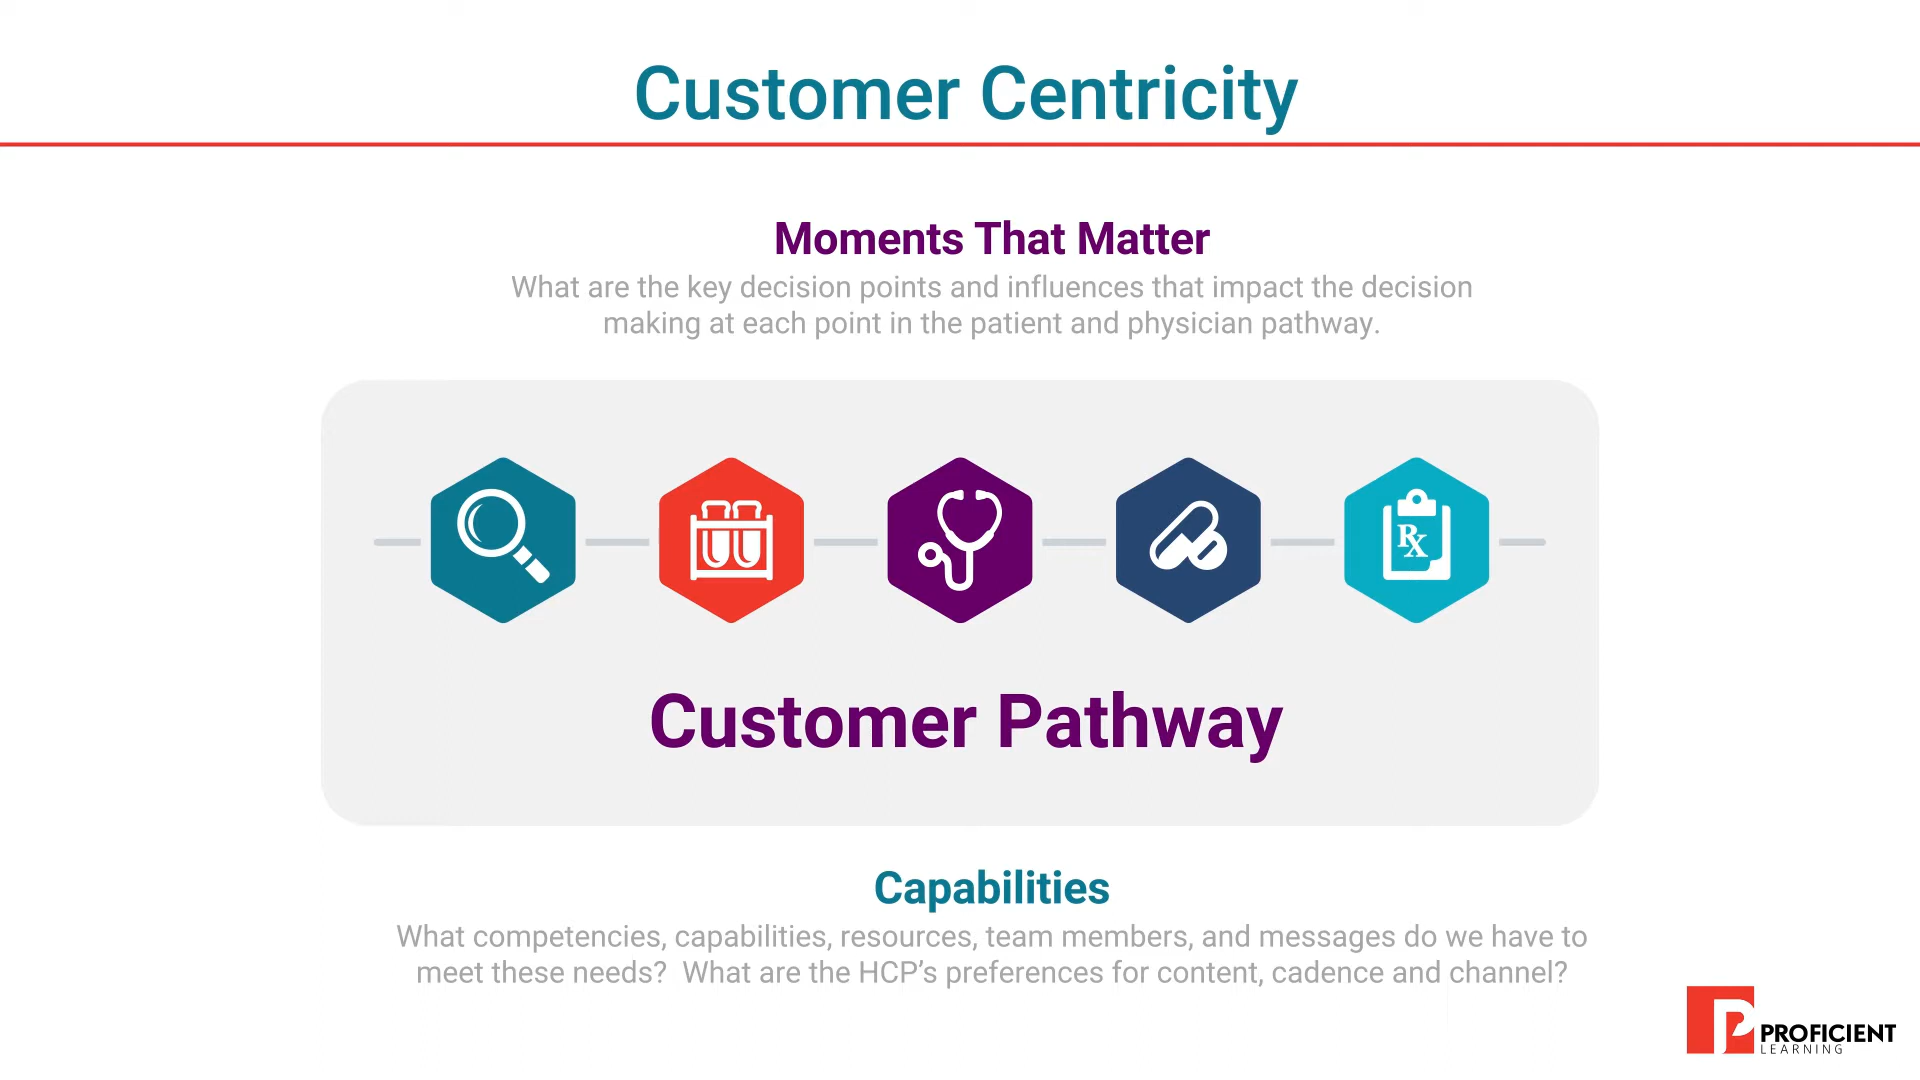 Customer Centricity
Moments That Matter
What are the key decision points and influences that impact the decision
making at each point in the patient and physician pathway.
Rx
Customer Pathway
Capabilities
What competencies, capabilities, resources, team members, and messages do we have to
meet these needs?  What are the HCP’s preferences for content, cadence and channel?
PROFICIENT
LEARNING